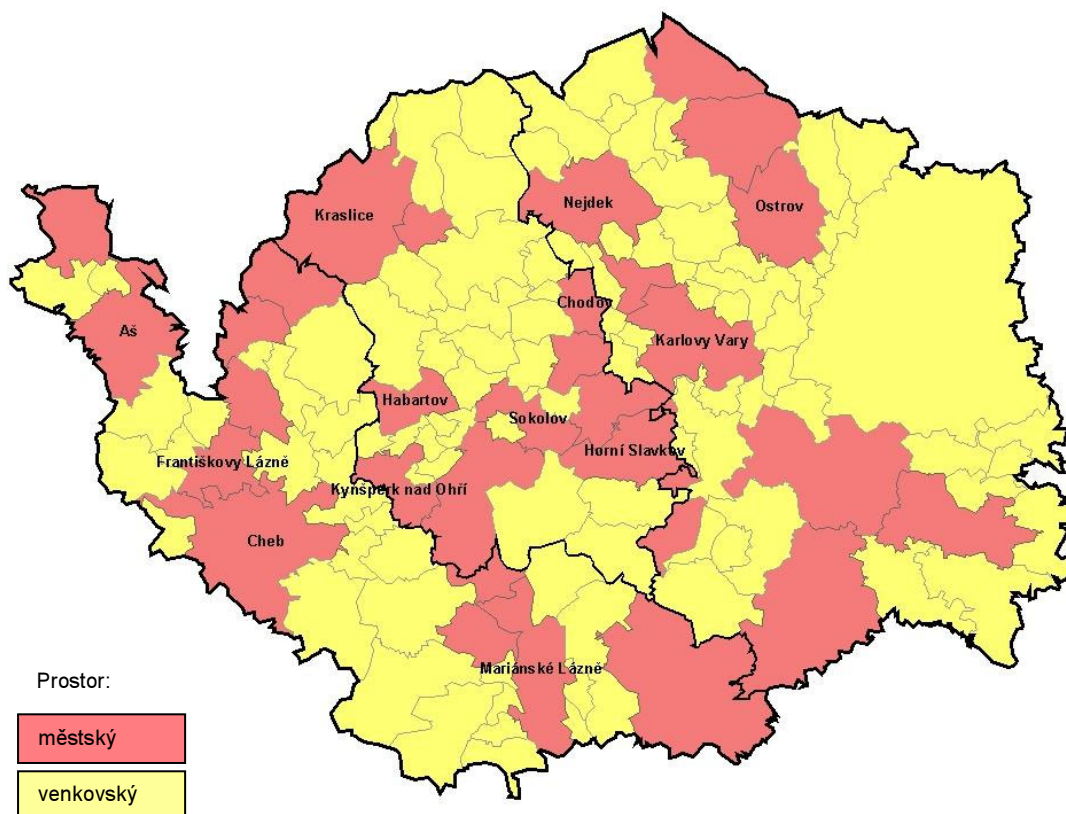 Kraslice
Nejdek
Ostrov
Chodov
Aš
Karlovy Vary
Habartov
Sokolov
Horní Slavkov
Františkovy Lázně
Kynšperk nad Ohří
Cheb
Mariánské Lázně
Prostor:
městský
venkovský